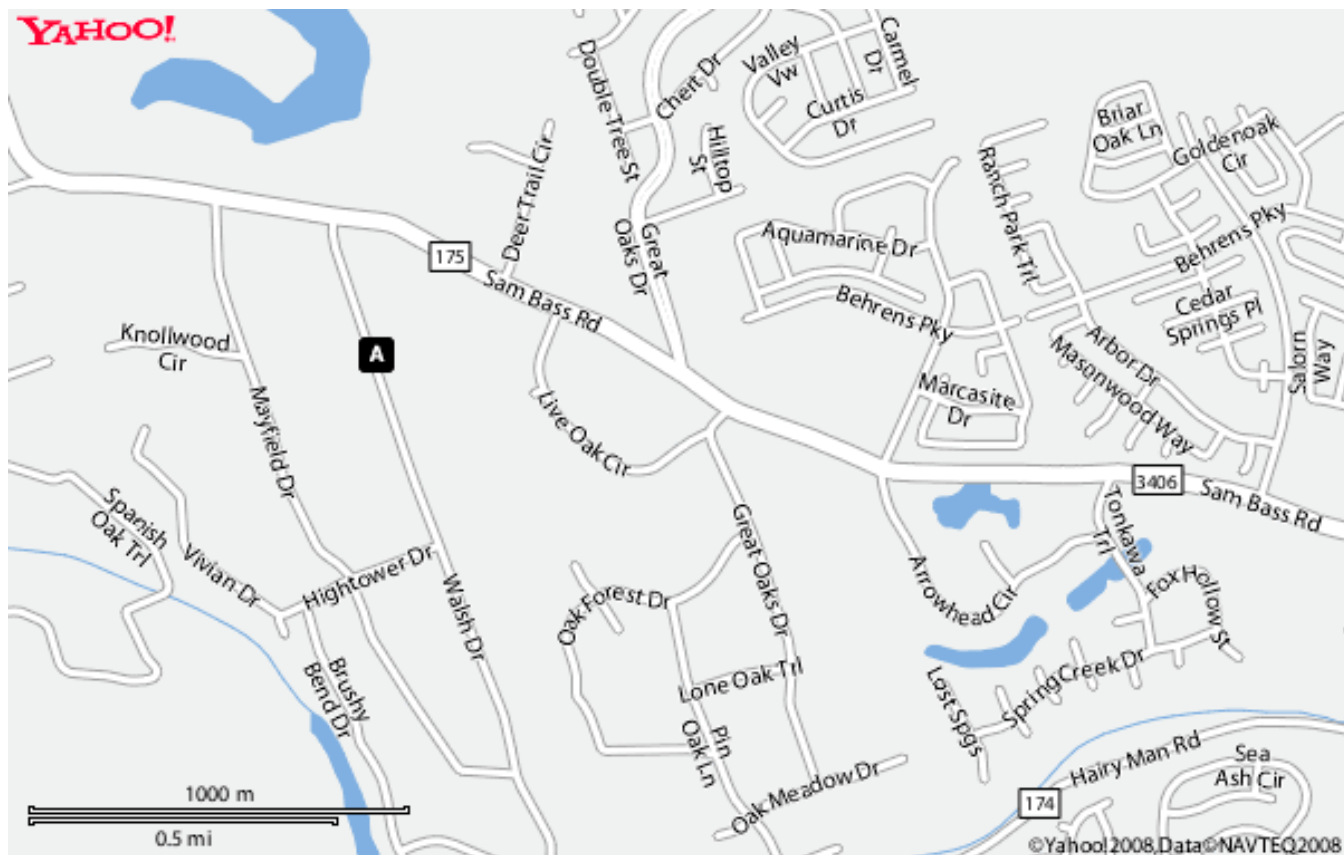 YAHOO!
Double Tree St
Chert Dr
Valley
Vw
Carmel
Dr
Curtis
Dr
Hilltop
St
Deer Trail Cir
Great
Oaks Dr
175
Sam Bass Rd
Aquamarine Dr
Behrens Pky
Ranch Park Trl
Briar
Oak Ln
Goldenoak
Cir
Behrens Pky
Cedar
Springs Pl
Salorn
Way
Arbor Dr
Masonwood Way
Marcasite
Dr
Knollwood
Cir
A
Mayfield Dr
Live Oak Cir
3406
Sam Bass Rd
Spanish
Oak Trl
Vivian Dr
Hightower Dr
Walsh Dr
Great Oaks Dr
Oak Forest Dr
Arrowhead Cir
Tonkawa
Trl
Fox Hollow St
Brushy
Bend Dr
Lone Oak Trl
Pin
Oak Ln
Lost Spgs
Spring Creek Dr
Oak Meadow Dr
Hairy Man Rd
174
Sea
Ash Cir
1000 m
0.5 mi
©Yahoo! 2008, Data©NAVTEQ2008